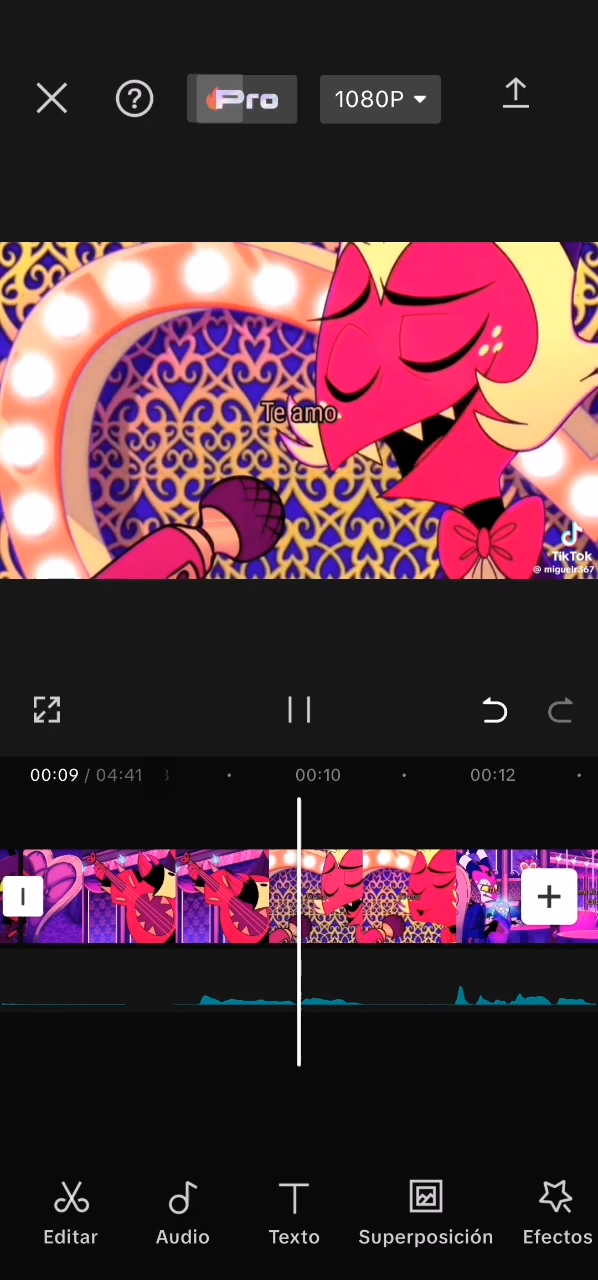 Pro
1080P
Te amo
TikTok
@ miguelr367
00:09 / 04:41
00:10
00:12
Editar
Audio
Texto
Superposición
Efectos